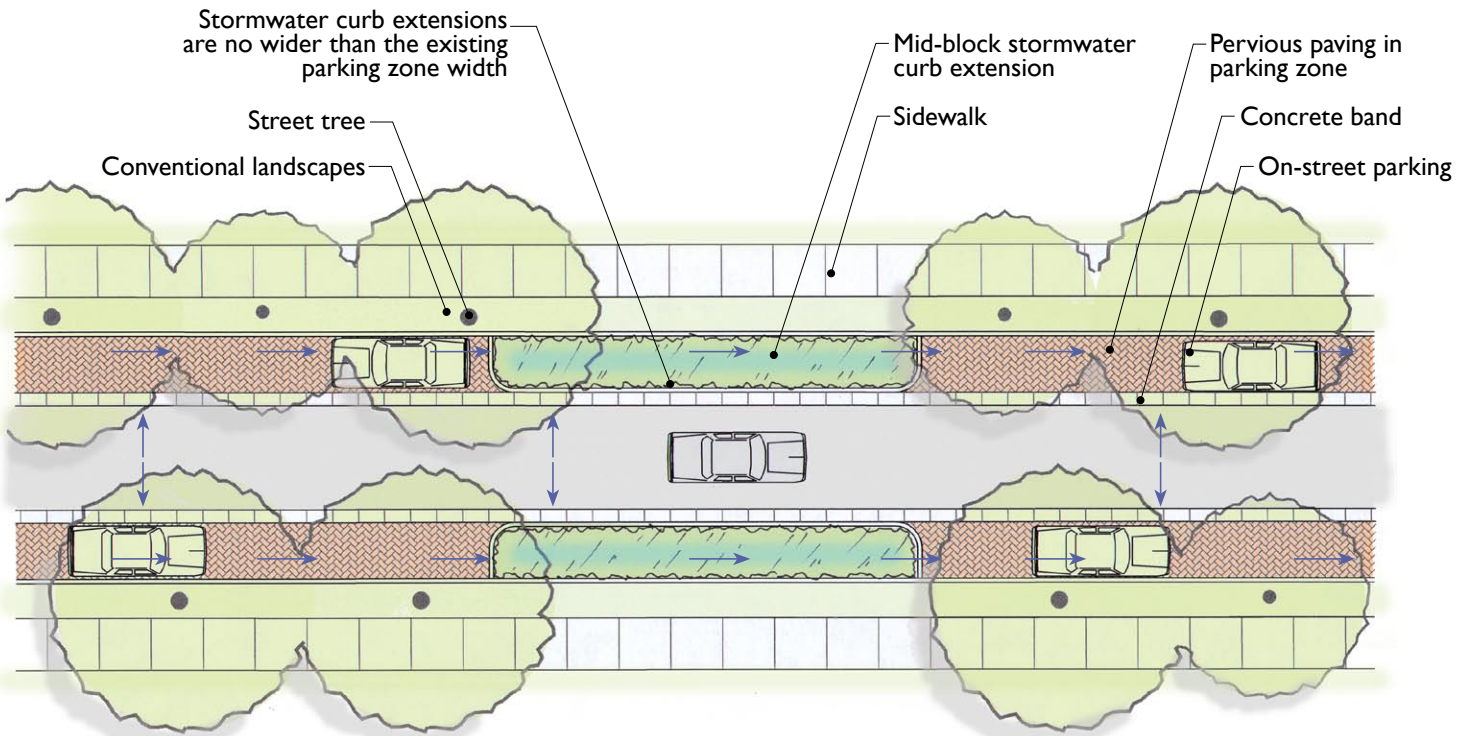 Stormwater curb extensions
are no wider than the existing
parking zone width
Street tree
Conventional landscapes
Mid-block stormwater
curb extension
Sidewalk
Pervious paving in
parking zone
Concrete band
On-street parking